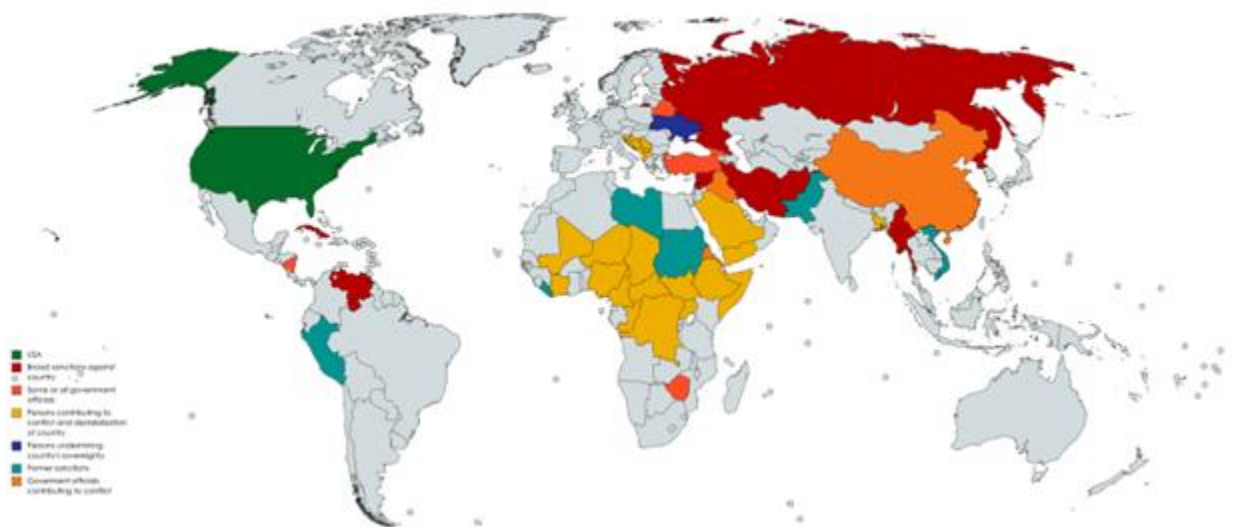 USA
Broad sanctions against
country
Some or all government
officials
Persons contributing to
conflict and destabilization
of country
Persons undermining
country's sovereignty
Former sanctions
Government officials
contributing to conflict